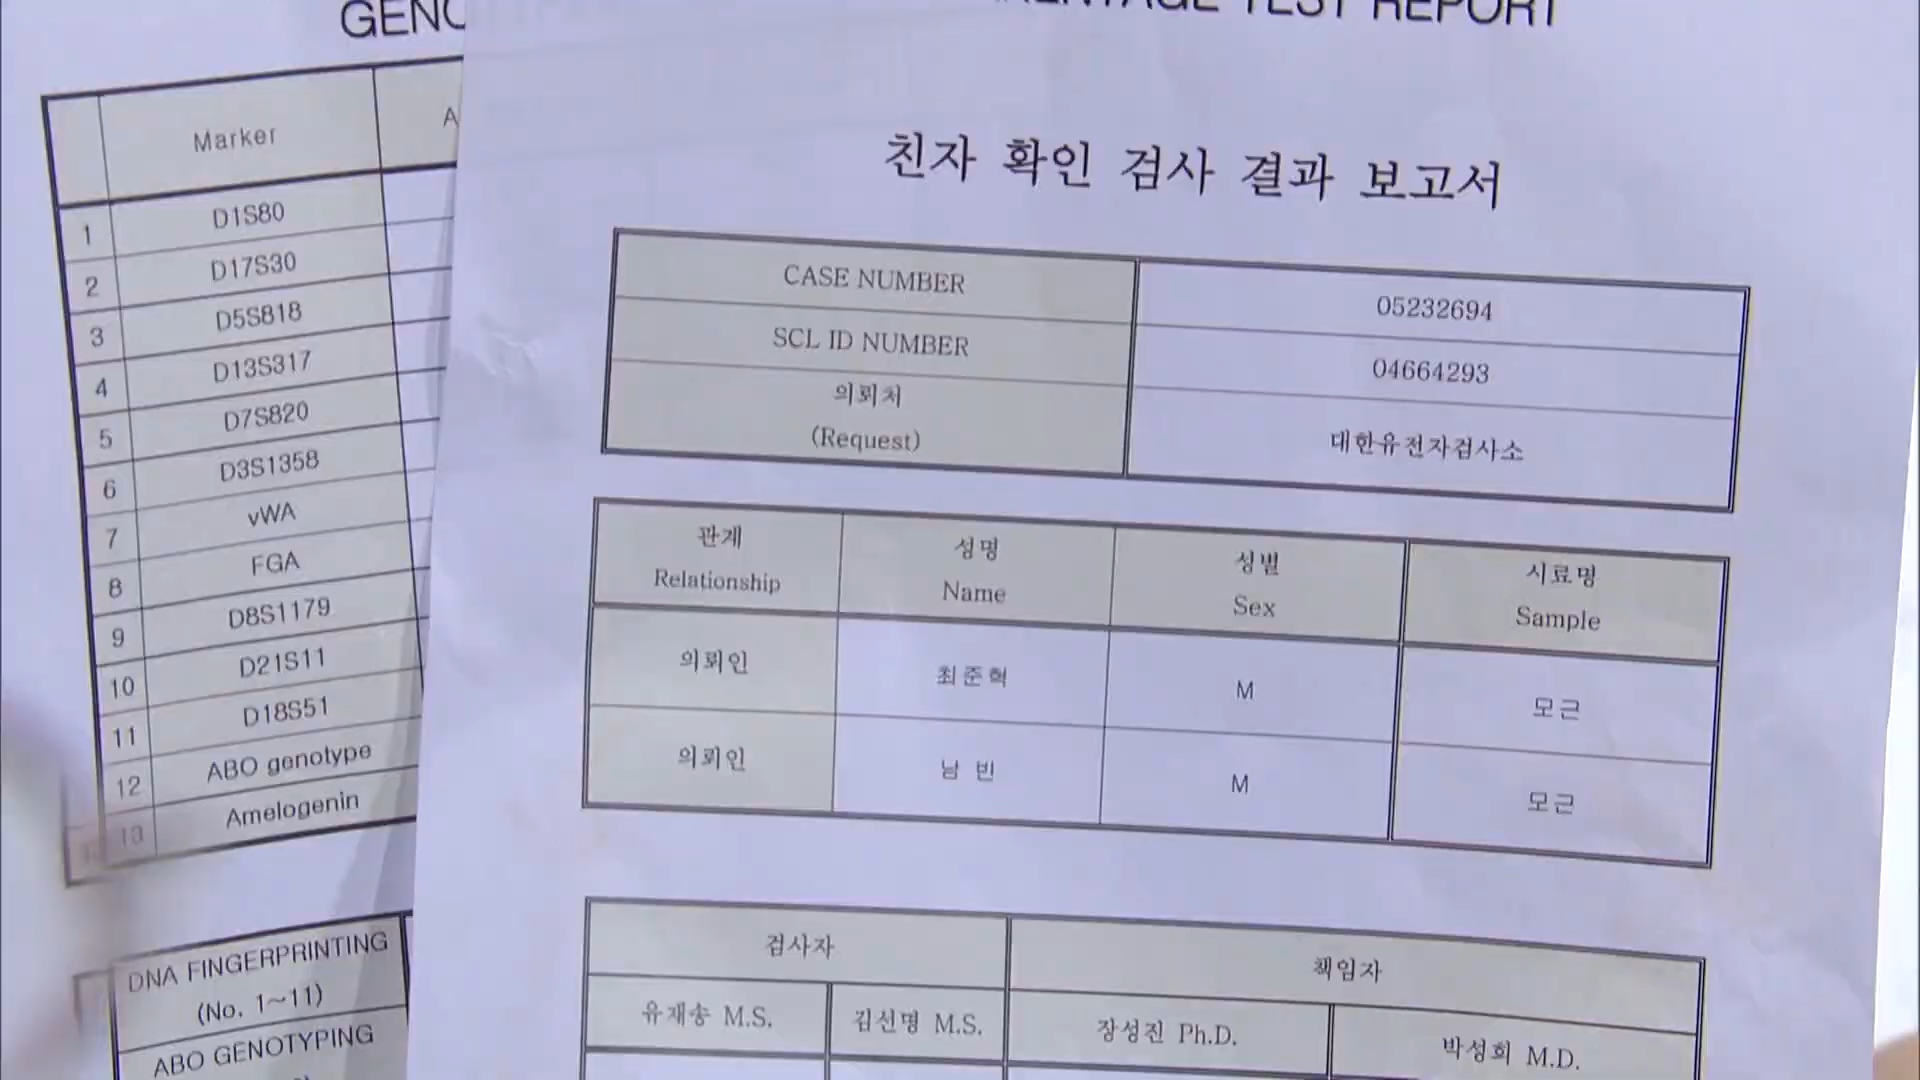 GENO
Marker
1 D1S80
2 D17S30
3 D5S818
4 D13S317
5 D7S820
6 D3S1358
7 vWA
8 FGA
9 D8S1179
10 D21S11
11 D18S51
12 ABO genotype
13 Amelogenin
DNA FINGERPRINTING
(No. 1~11)
ABO GENOTYPING
TEST REPORT
친자 확인 검사 결과 보고서
CASE NUMBER 05232694
SCL ID NUMBER 04664293
의뢰처
(Request)
대한유전자검사소
관계 성명 성별 시료명
Relationship Name Sex Sample
의뢰인 최준혁 M 모근
의뢰인 남 빈 M 모근
검사자 책임자
유재송 M.S. 김선명 M.S. 장성진 Ph.D. 박성희 M.D.